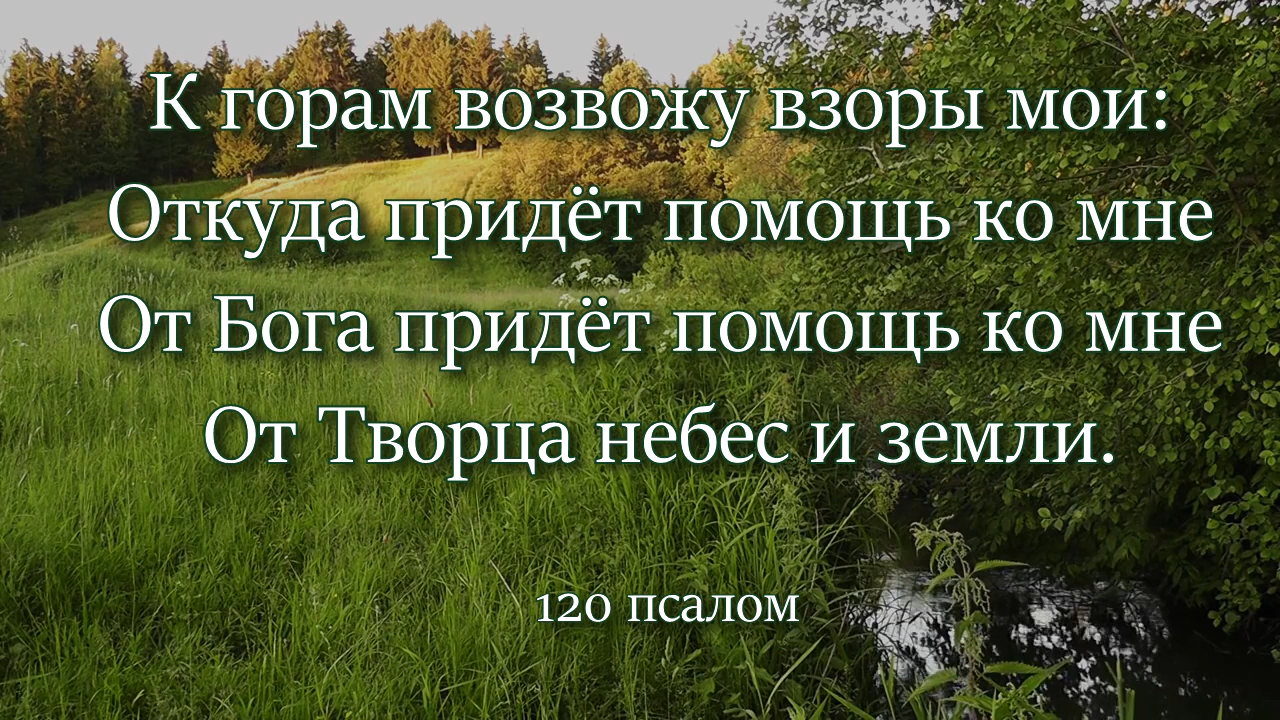 К горам возвожу взоры мои:
Откуда придёт помощь ко мне
От Бога придёт помощь ко мне
От Творца небес и земли.
120 псалом